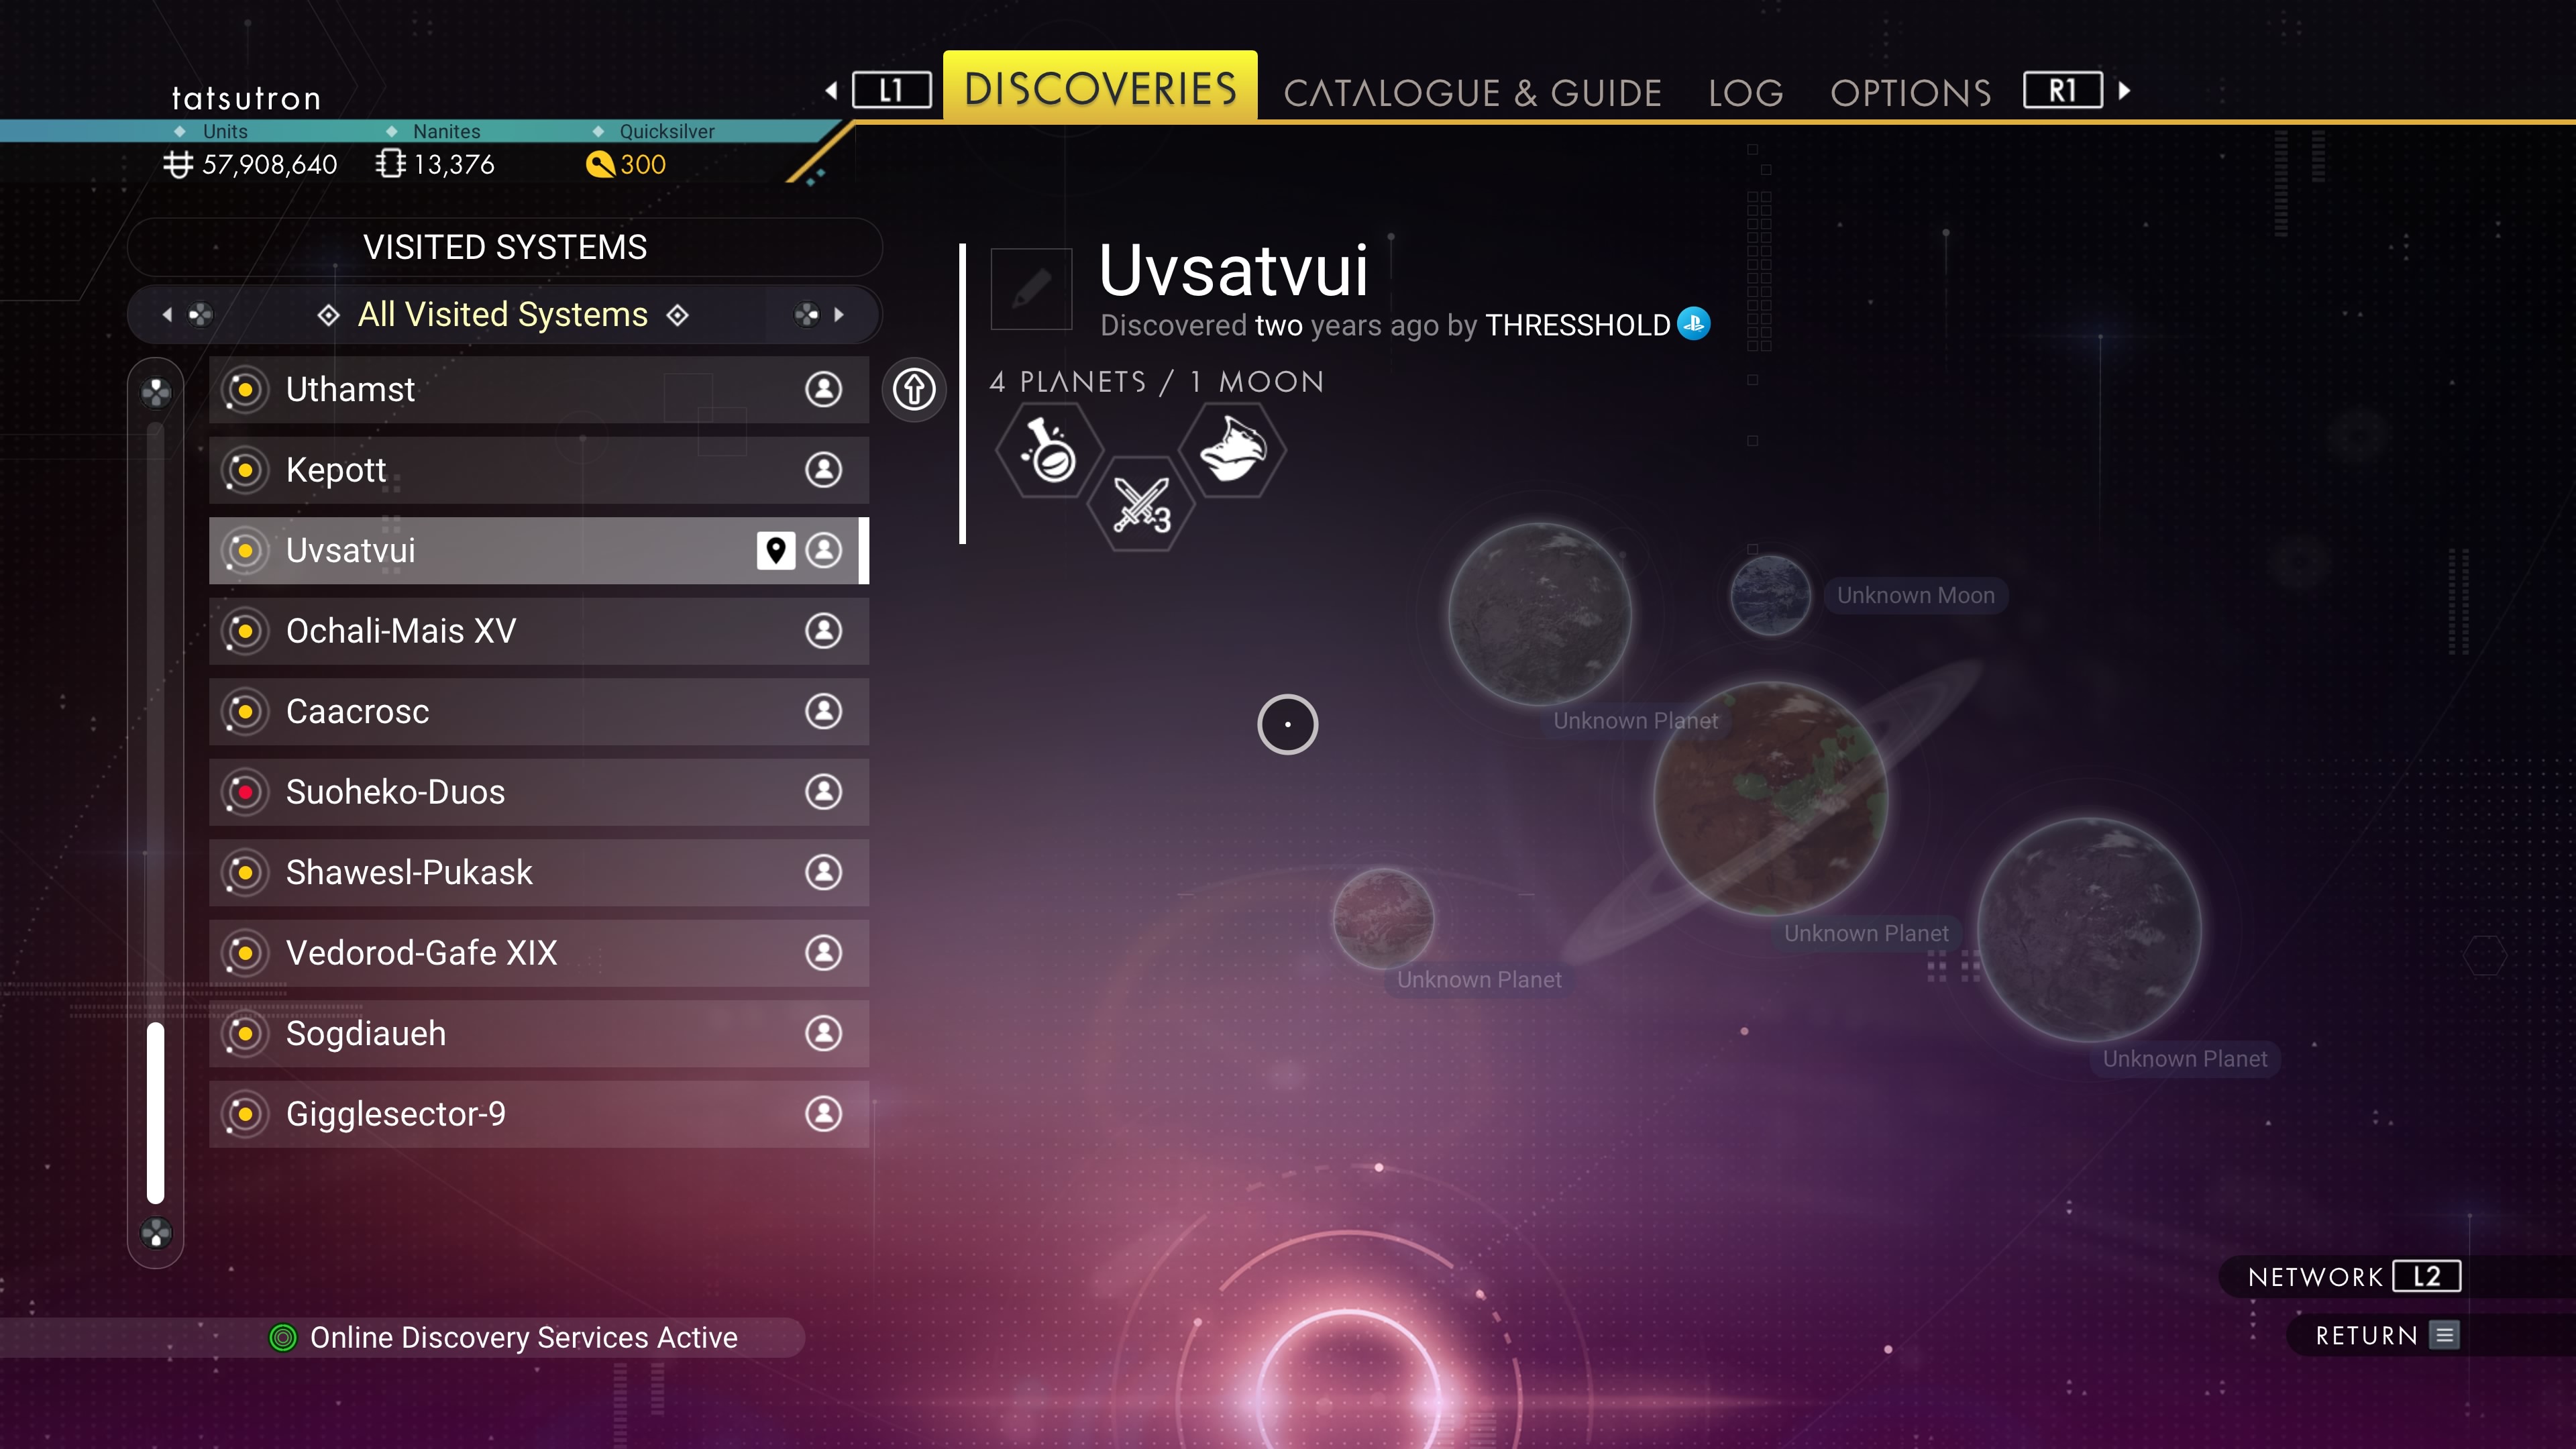 tatsutron
Units Nanites Quicksilver
57,908,640 13,376 300
L1 DISCOVERIES CATALOGUE & GUIDE LOG OPTIONS R1
VISITED SYSTEMS
All Visited Systems
Uthamst
Kepott
Uvsatvui
Ochali-Mais XV
Caacrosc
Suoheko-Duos
Shawesl-Pukask
Vedorod-Gafe XIX
Sogdiaueh
Gigglesector-9
Online Discovery Services Active
Uvsatvui
Discovered two years ago by THRESSHOLD
4 PLANETS / 1 MOON
3
Unknown Moon
Unknown Planet
Unknown Planet
Unknown Planet
Unknown Planet
NETWORK L2
RETURN